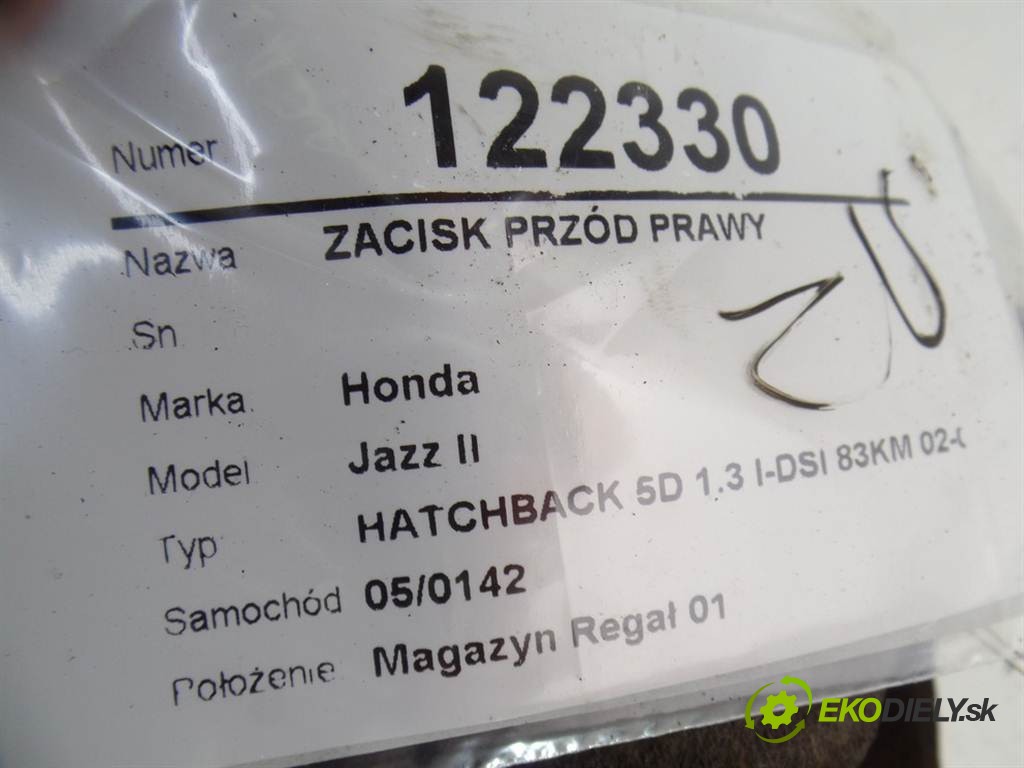 Numer 122330
Nazwa ZACISK PRZÓD PRAWY
Sn
Marka Honda
Model Jazz II
Typ HATCHBACK 5D 1.3 I-DSI 83KM 02-
Samochód 05/0142
Położenie Magazyn Regał 01
EKODIELY.sk